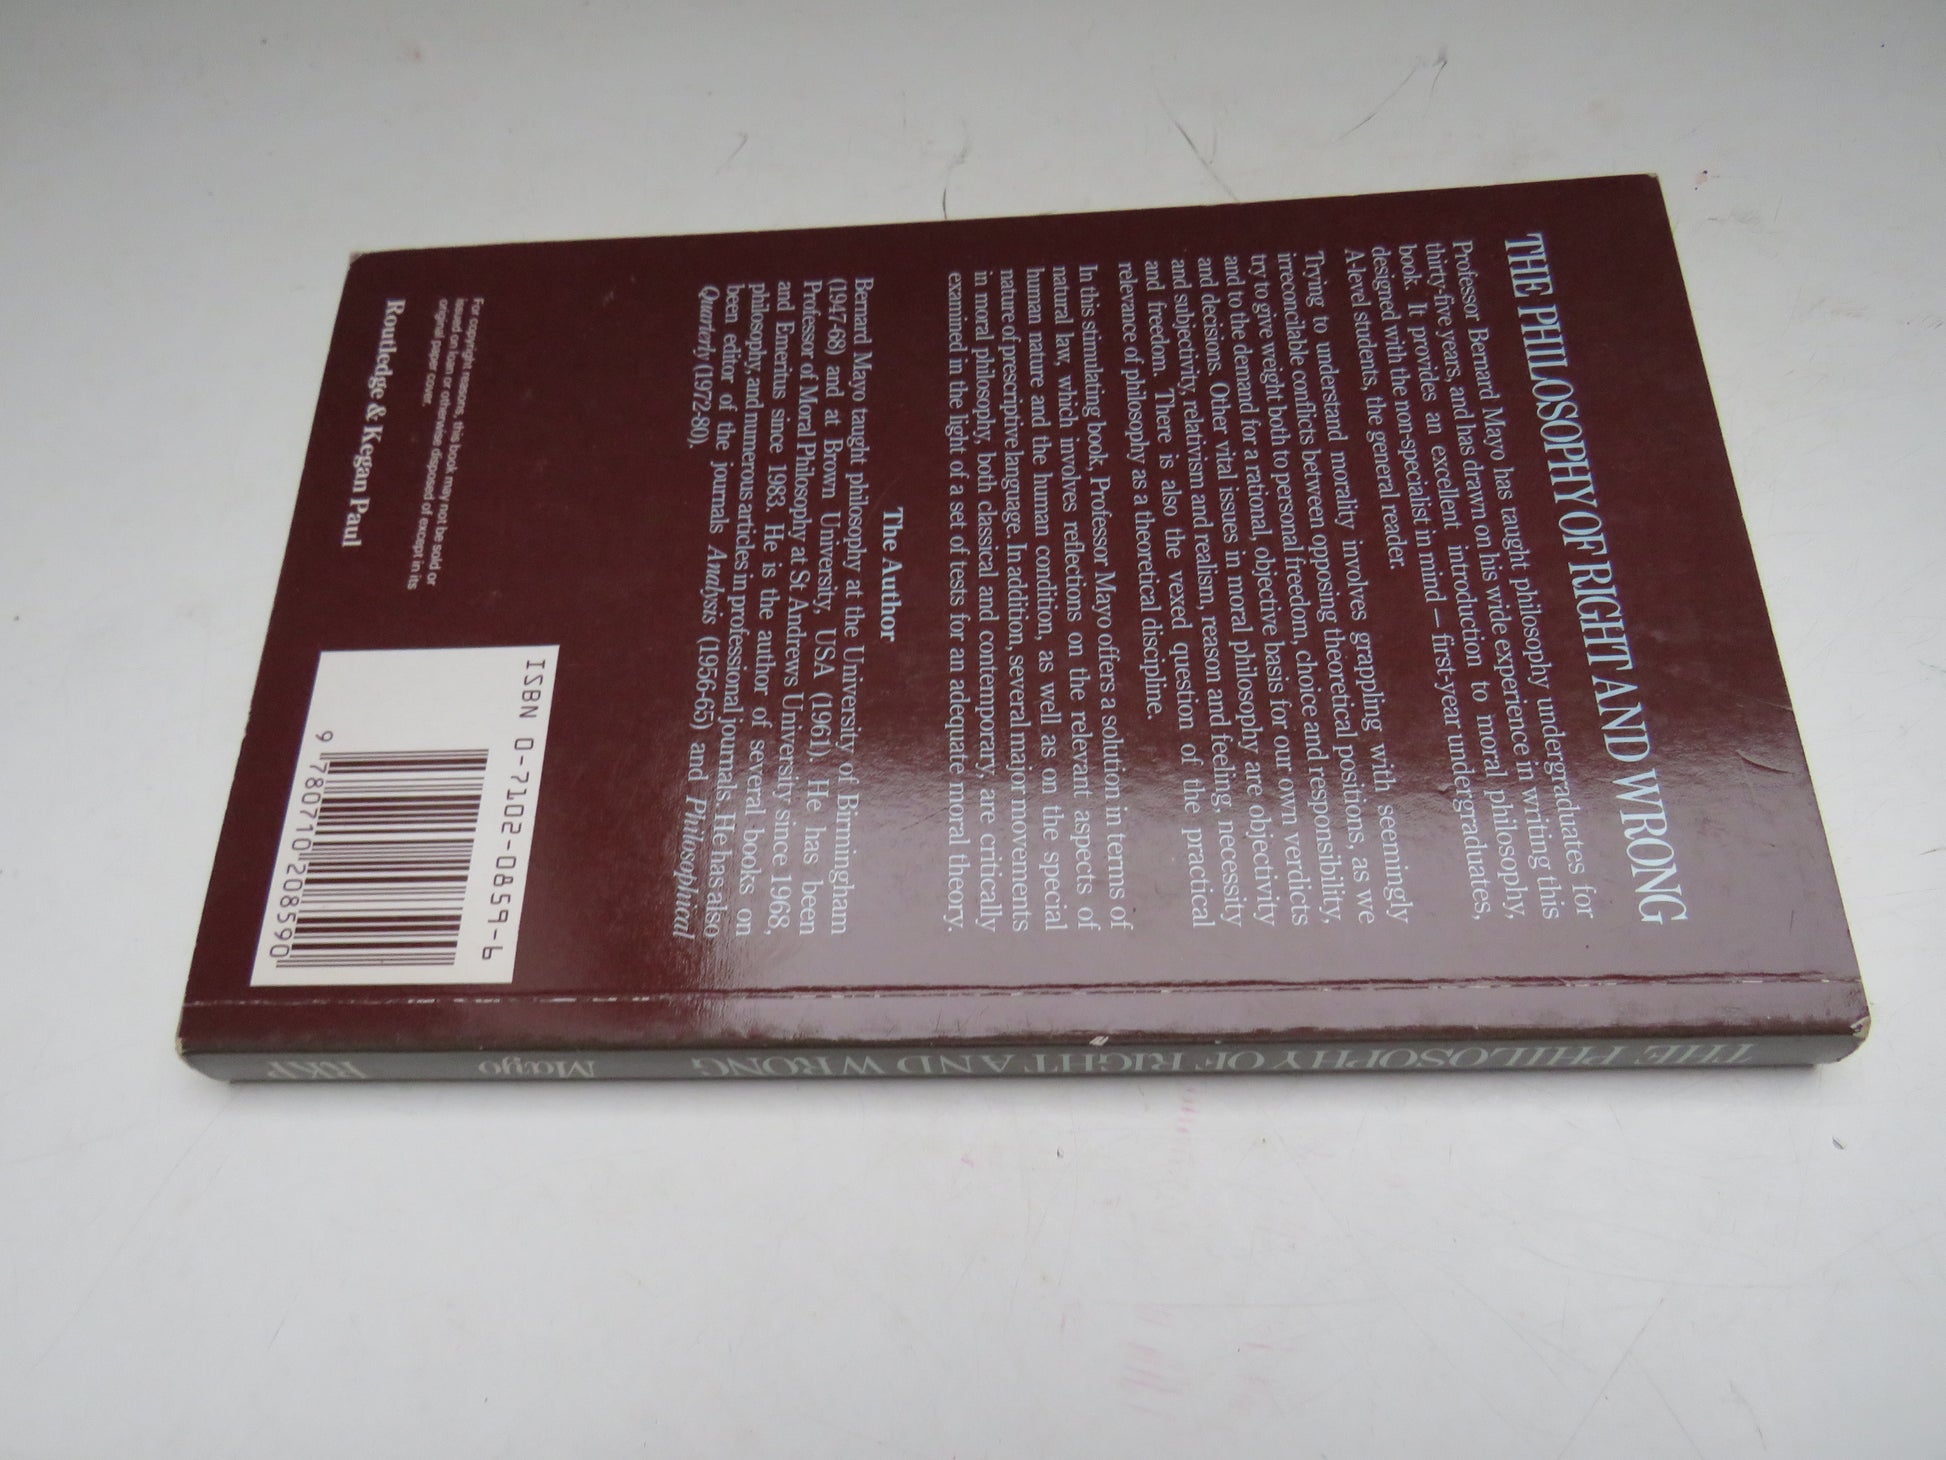 THE PHILOSOPHY OF RIGHT AND WRONG
Professor Bernard Mayo has taught philosophy undergraduates for
thirty-five years, and has drawn on his wide experience in writing this
book. It provides an excellent introduction to moral philosophy,
designed with the non-specialist in mind – first-year undergraduates,
A-level students, the general reader.
Trying to understand morality involves grappling with seemingly
irreconcilable conflicts between opposing theoretical positions, as we
try to give weight both to personal freedom, choice and responsibility,
and to the demand for a rational, objective basis for our own verdicts
and decisions. Other vital issues in moral philosophy are objectivity
and subjectivity, relativism and realism, reason and feeling, necessity
and freedom. There is also the vexed question of the practical
relevance of philosophy as a theoretical discipline.
In this stimulating book, Professor Mayo offers a solution in terms of
natural law, which involves reflections on the relevant aspects of
human nature and the human condition, as well as on the special
nature of prescriptive language. In addition, several major movements
in moral philosophy, both classical and contemporary, are critically
examined in the light of a set of tests for an adequate moral theory.
The Author
Bernard Mayo taught philosophy at the University of Birmingham
(1947-68) and at Brown University, USA (1961). He has been
Professor of Moral Philosophy at St. Andrews University since 1968,
and Emeritus since 1983. He is the author of several books on
philosophy, and numerous articles in professional journals. He has also
been editor of the journals Analysis (1956-65) and Philosophical
Quarterly (1972-80).
For copyright reasons, this book may not be sold or
issued on loan or otherwise disposed of except in its
original paper cover.
Routledge & Kegan Paul
ISBN 0-7102-0859-6
9 780710 208590
THE PHILOSOPHY OF RIGHT AND WRONG
Mayo
RKP